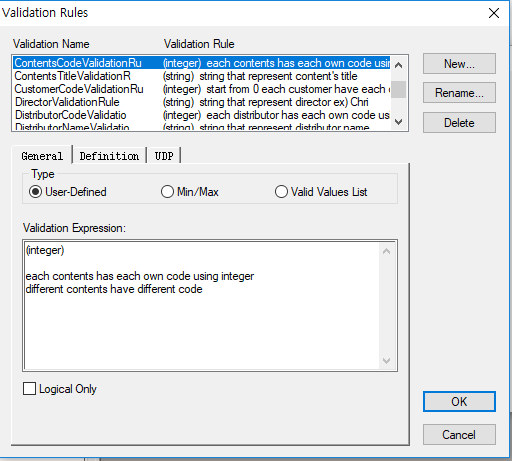 Validation Rules
Validation Name Validation Rule
ContentsCodeValidationRu (integer) each contents has each own code usin
ContentsTitleValidationR (string) string that represent content's title
CustomerCodeValidationRu (integer) start from 0 each customer have each
DirectorValidationRule (string) string that represent director ex) Chri
DistributorCodeValidatio (integer) each distributor has each own code us
DistributorNameValidatio (string) string that represent distributor name
New...
Rename...
Delete
General Definition UDP
Type
User-Defined Min/Max Valid Values List
Validation Expression:
(integer)
each contents has each own code using integer
different contents have different code
Logical Only
OK
Cancel